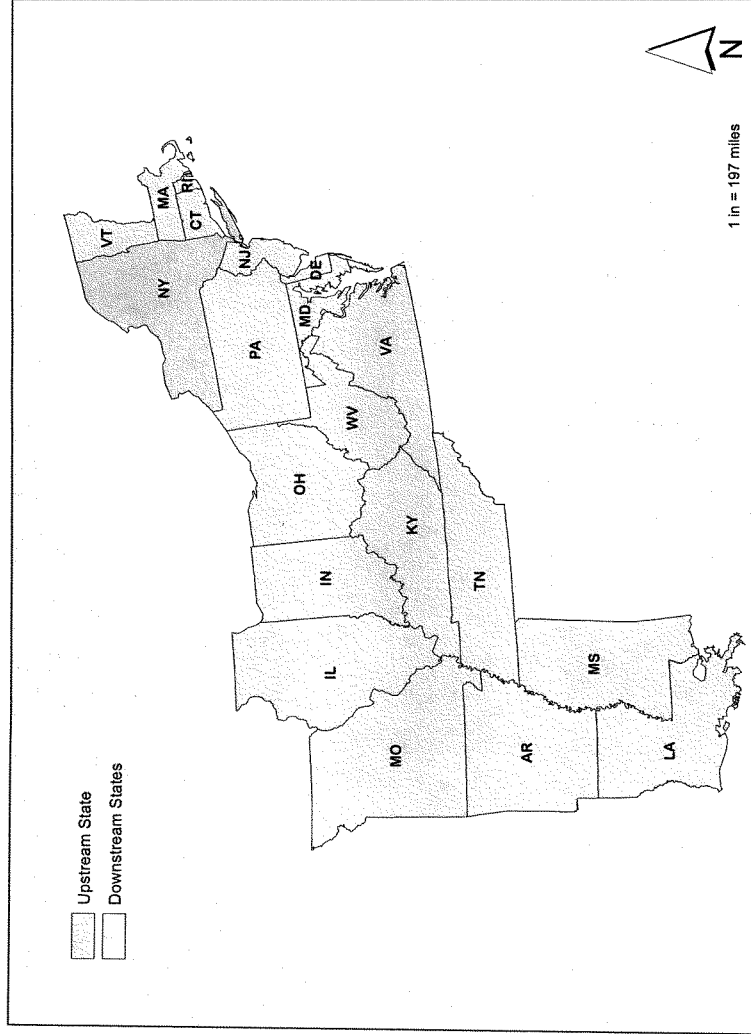 Upstream State
Downstream States
VT
NY
MA
RI
CT
NJ
PA
DE
MD
OH
WV
VA
IN
IL
KY
MO
TN
AR
MS
LA
N
1 in = 197 miles